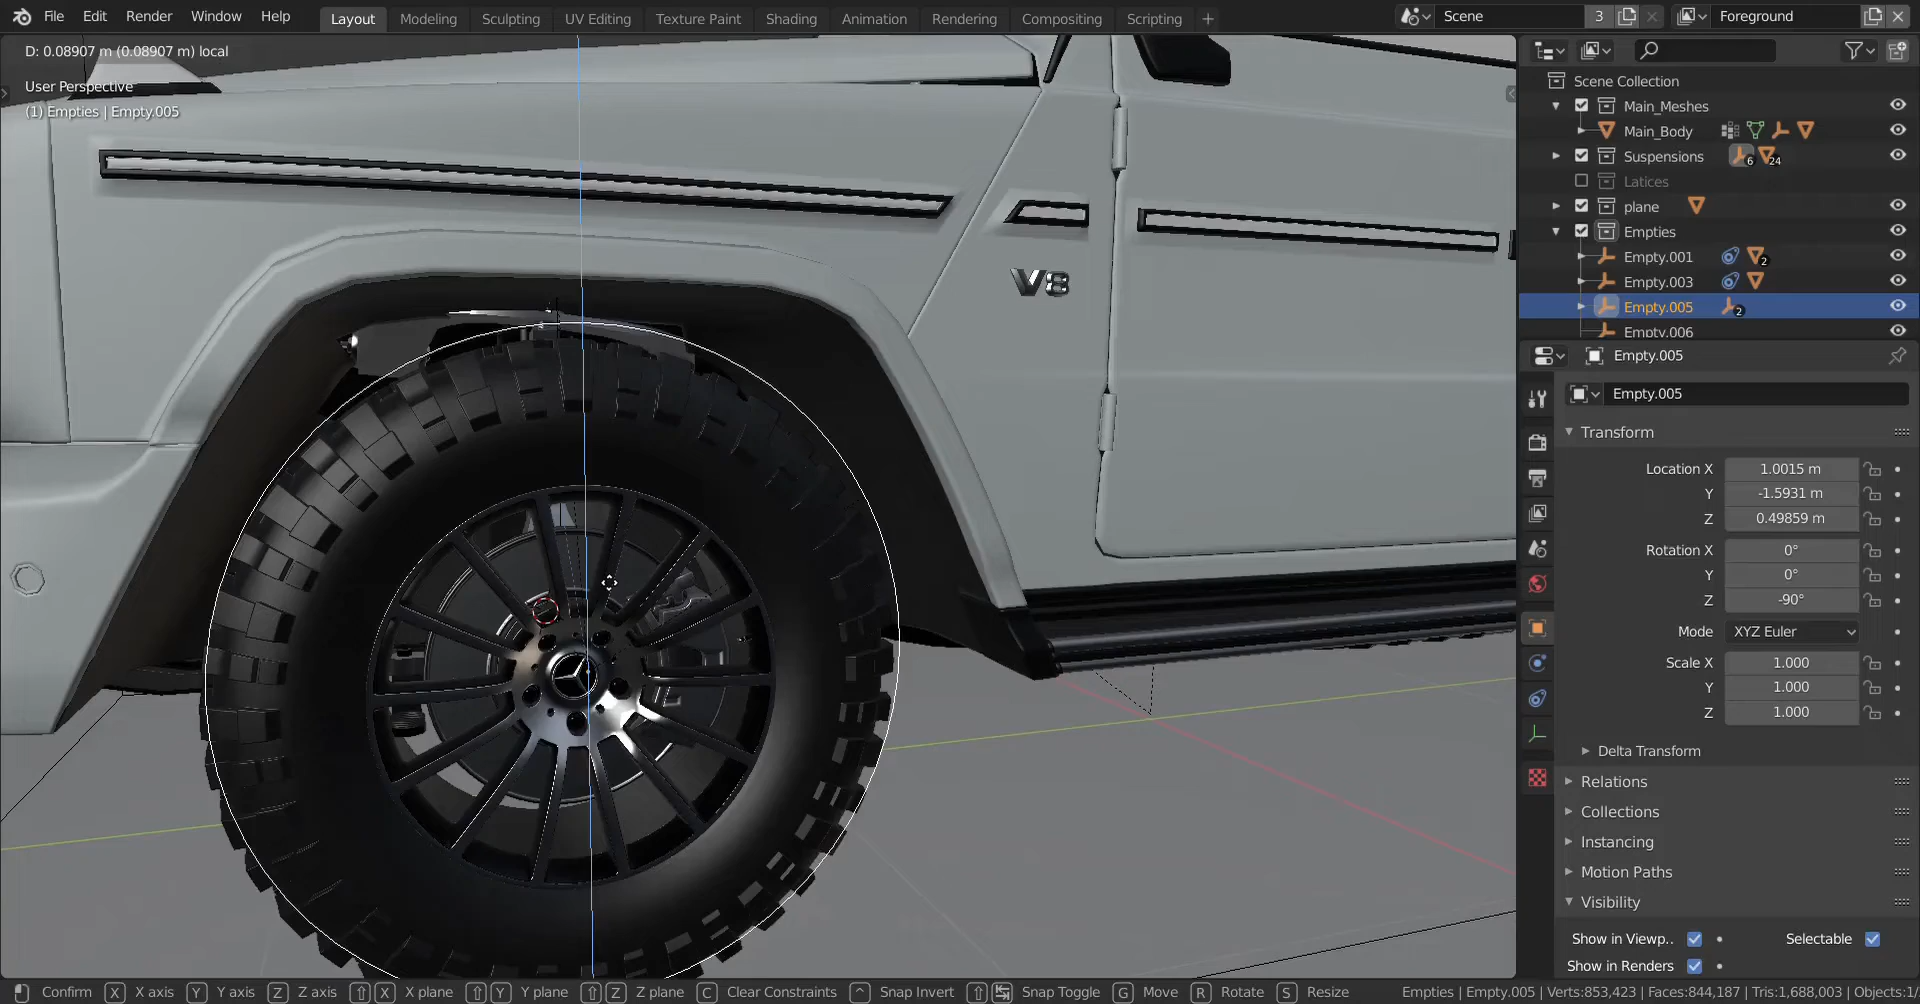 File Edit Render Window Help Layout Modeling Sculpting UV Editing Texture Paint Shading Animation Rendering Compositing Scripting + Scene 3 Foreground
D: 0.08907 m (0.08907 m) local
User Perspective
(1) Empties | Empty.005
V8
Scene Collection
Main_Meshes
Main_Body
Suspensions 6 24
Latices
plane
Empties
Empty.001 2
Empty.003
Empty.005 2
Empty.006
Empty.005
Empty.005
Transform
Location X 1.0015 m
Y -1.5931 m
Z 0.49859 m
Rotation X 0°
Y 0°
Z -90°
Mode XYZ Euler
Scale X 1.000
Y 1.000
Z 1.000
Delta Transform
Relations
Collections
Instancing
Motion Paths
Visibility
Show in Viewp.. Selectable
Show in Renders
Confirm X X axis Y Y axis Z Z axis X X plane Y Y plane Z Z plane C Clear Constraints ^ Snap Invert Snap Toggle G Move R Rotate S Resize Empties | Empty.005 | Verts:853,423 | Faces:844,187 | Tris:1,688,003 | Objects:1/